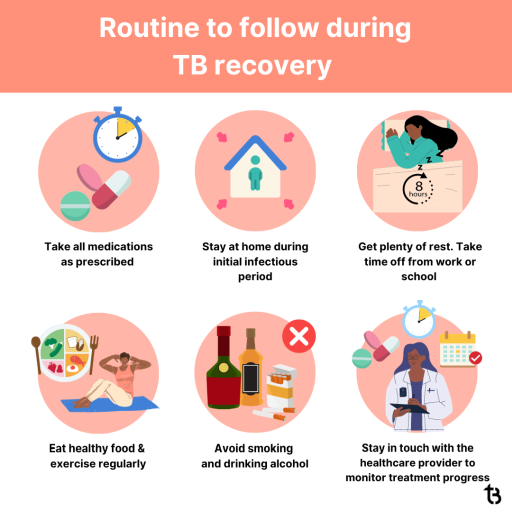 Routine to follow during
TB recovery
Take all medications
as prescribed
Stay at home during
initial infectious
period
8
hours
z z z
Get plenty of rest. Take
time off from work or
school
Eat healthy food &
exercise regularly
Avoid smoking
and drinking alcohol
Stay in touch with the
healthcare provider to
monitor treatment progress
tB